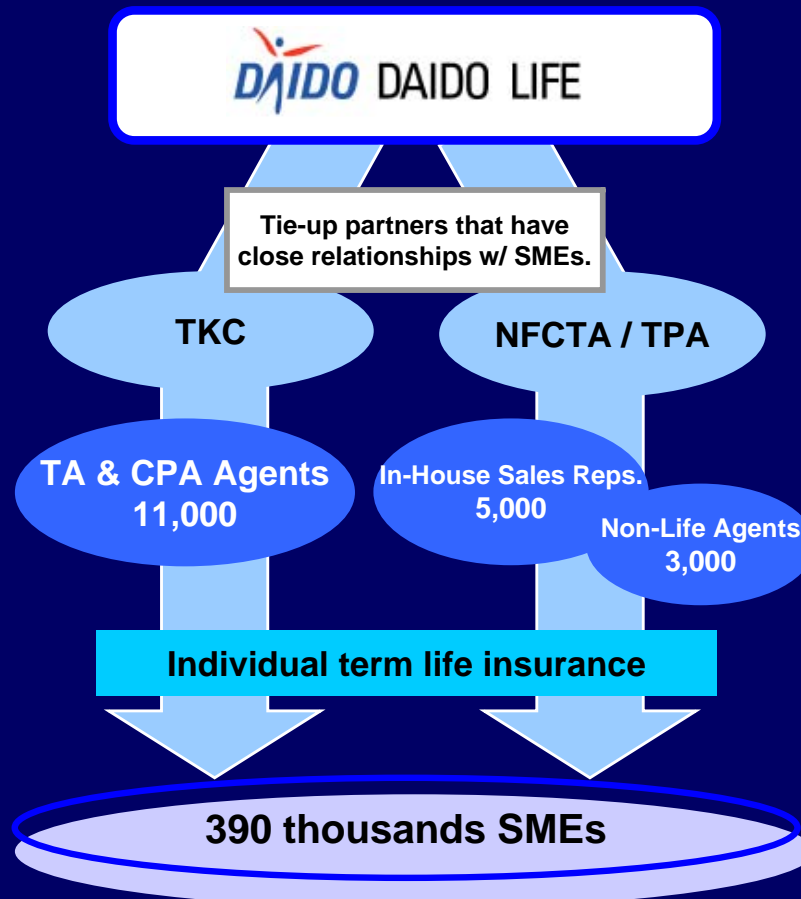 DAIDO DAIDO LIFE
Tie-up partners that have
close relationships w/ SMEs.
TKC
NFCTA / TPA
TA & CPA Agents
11,000
In-House Sales Reps.
5,000
Non-Life Agents
3,000
Individual term life insurance
390 thousands SMEs